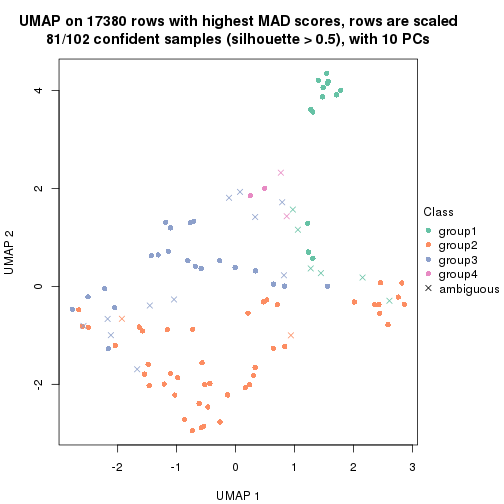 UMAP on 17380 rows with highest MAD scores, rows are scaled
81/102 confident samples (silhouette > 0.5), with 10 PCs
4
2
0
-2
UMAP 2
-2
-1
0
1
2
3
UMAP 1
Class
group1
group2
group3
group4
ambiguous